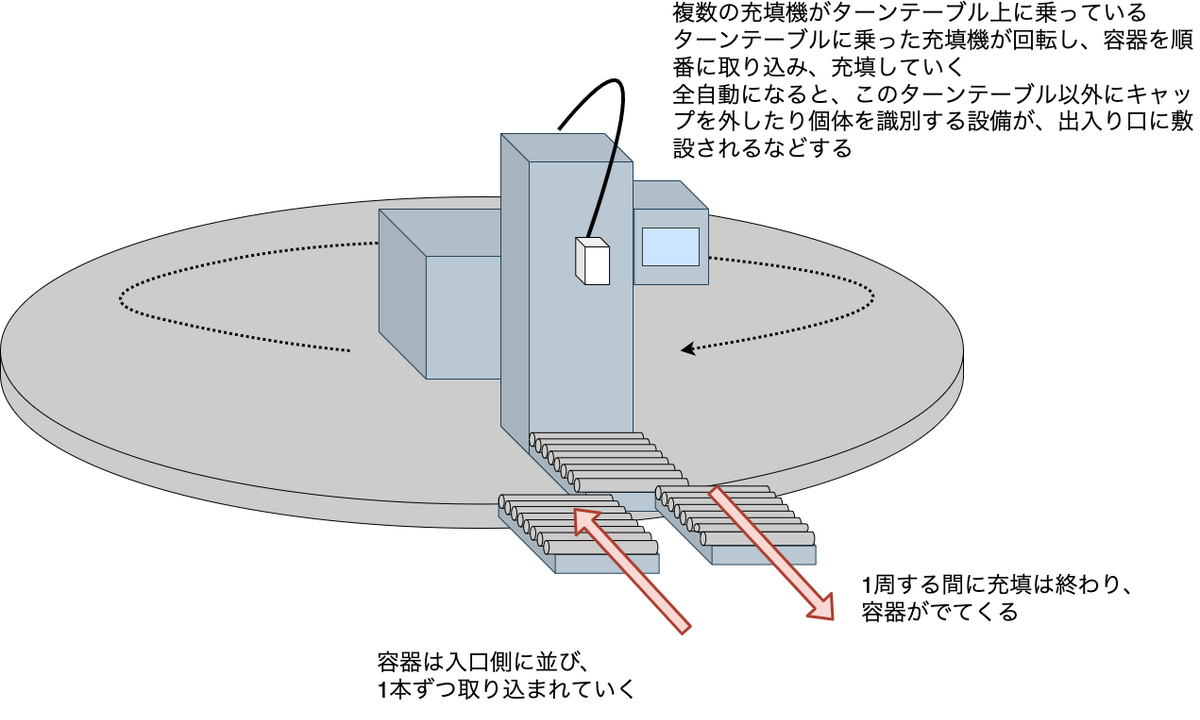 複数の充填機がターンテーブル上に乗っている
ターンテーブルに乗った充填機が回転し、容器を順
番に取り込み、充填していく
全自動になると、このターンテーブル以外にキャッ
プを外したり個体を識別する設備が、出入り口に敷
設されるなどする
1周する間に充填は終わり、
容器がでてくる
容器は入口側に並び、
1本ずつ取り込まれていく